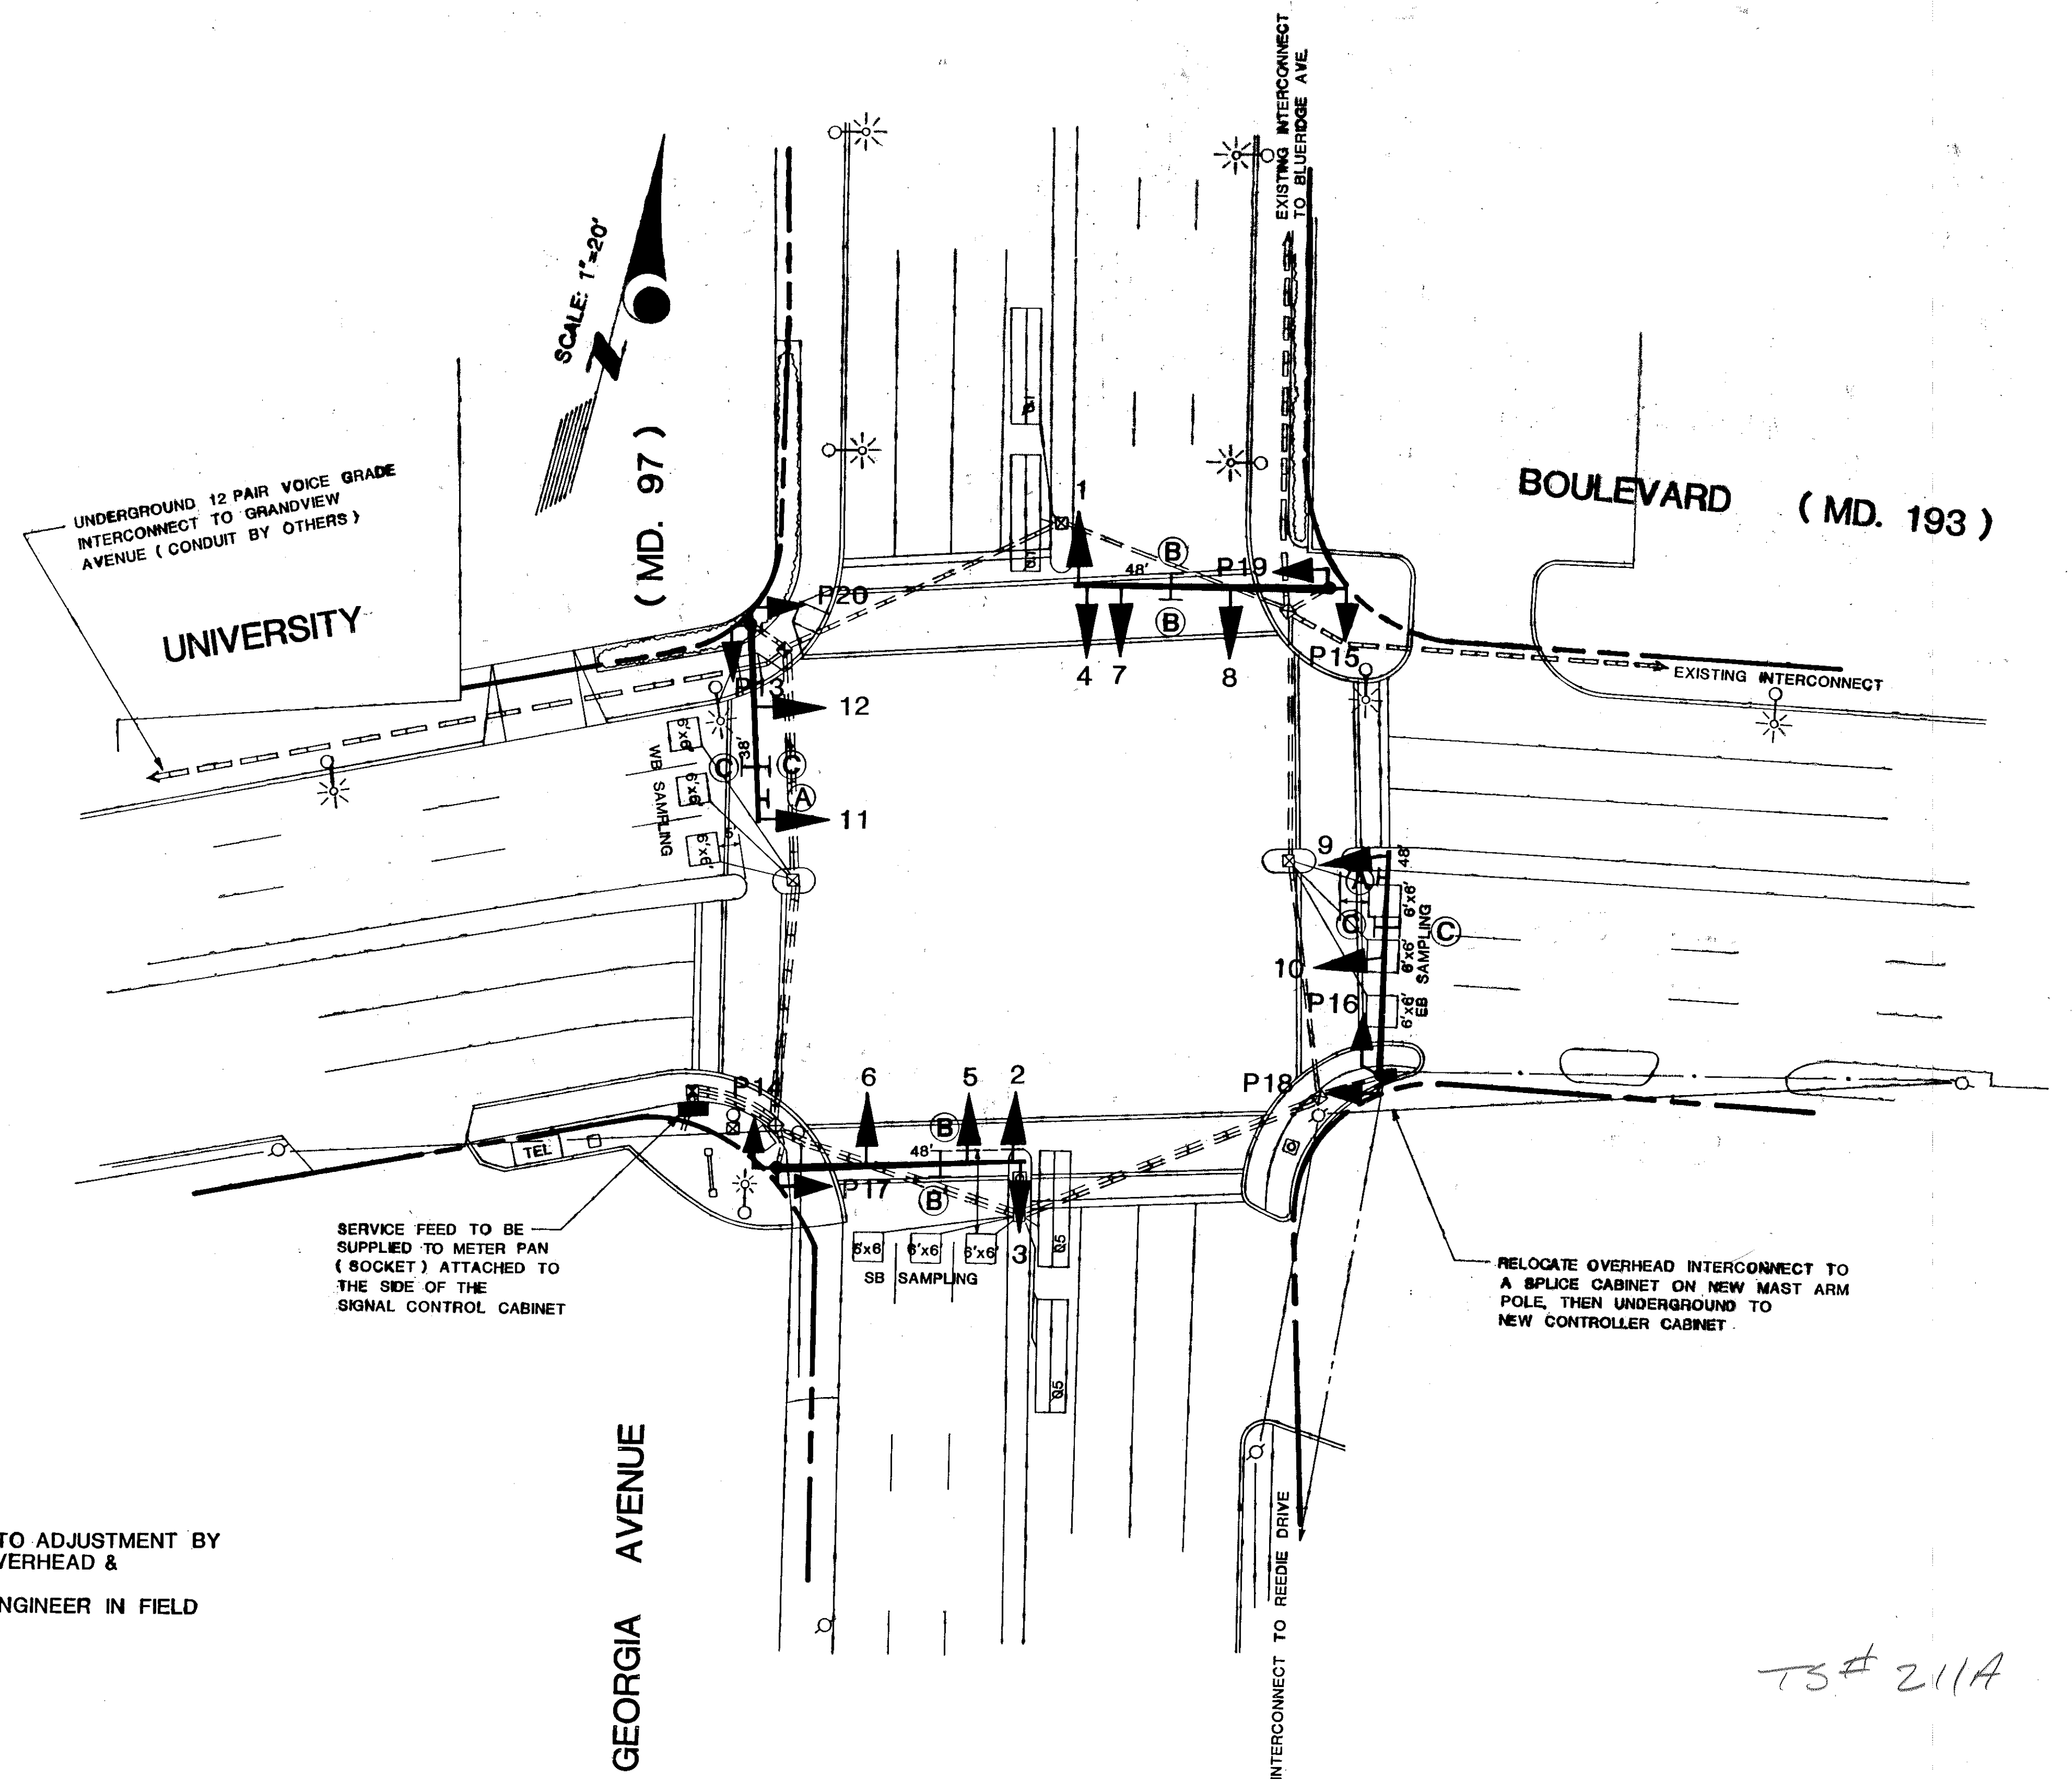 EXISTING INTERCONNECT
TO BLUERIDGE AVE.
SCALE: 1"=20'
N
(MD. 97)
UNDERGROUND 12 PAIR VOICE GRADE
INTERCONNECT TO GRANDVIEW
AVENUE (CONDUIT BY OTHERS)
UNIVERSITY
BOULEVARD (MD. 193)
1
B
48'
P19
B
4
7
8
P15
EXISTING INTERCONNECT
P20
P13
12
38'
C
C
A
11
6'x6'
6'x6'
6'x6'
5'
WB SAMPLING
9
48'
A
C
C
10
P16
6'x6'
6'x6'
6'x6'
EB SAMPLING
P18
P14
6
5
2
B
48'
B
P17
3
TEL
6'x6'
6'x6'
SB SAMPLING
Q5
Q5
SERVICE FEED TO BE
SUPPLIED TO METER PAN
(SOCKET) ATTACHED TO
THE SIDE OF THE
SIGNAL CONTROL CABINET
RELOCATE OVERHEAD INTERCONNECT TO
A SPLICE CABINET ON NEW MAST ARM
POLE, THEN UNDERGROUND TO
NEW CONTROLLER CABINET
GEORGIA AVENUE
INTERCONNECT TO REEDIE DRIVE
TO ADJUSTMENT BY
VERHEAD &
NGINEER IN FIELD
TS# 211A